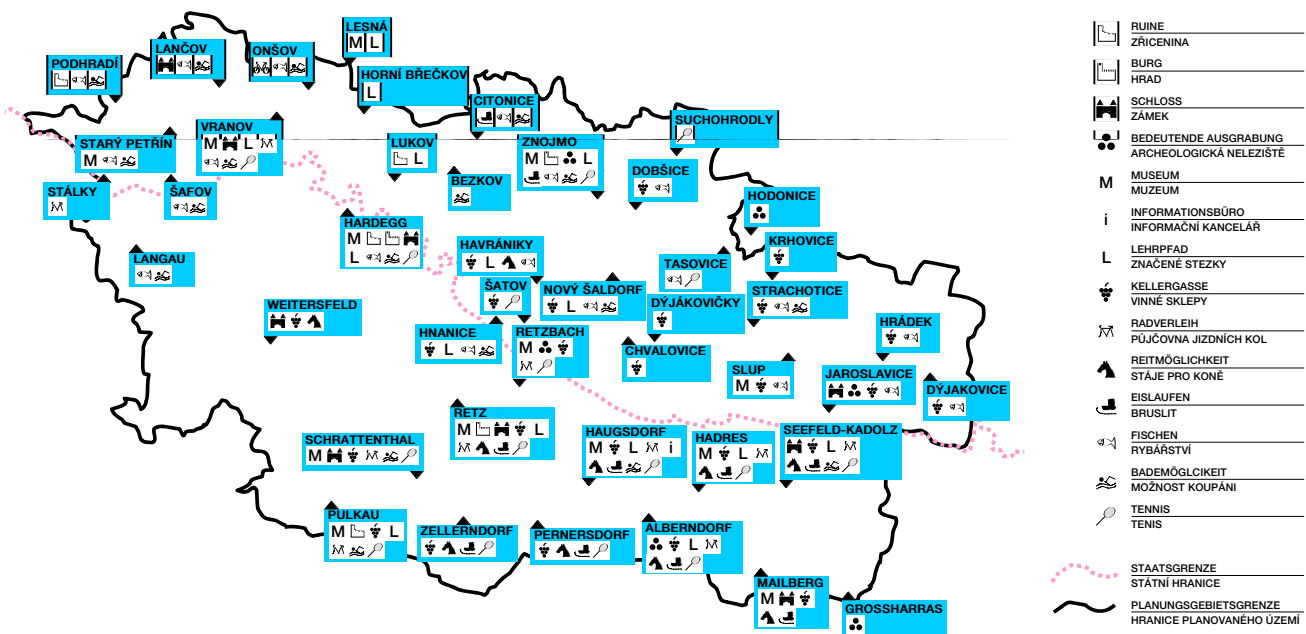 LESNÁ
M L
LANČOV
ONŠOV
PODHRADÍ
HORNÍ BŘEČKOV
L
CITONICE
SUCHOHRODLY
STARÝ PETŘÍN
M
VRANOV
M L
LUKOV
L
ZNOJMO
M L
BEZKOV
DOBŠICE
STÁLKY
ŠAFOV
HODONICE
HARDEGG
M
L
HAVRÁNIKY
L
KRHOVICE
LANGAU
TASOVICE
ŠATOV
NOVÝ ŠALDORF
L
DÝJÁKOVIČKY
STRACHOTICE
WEITERSFELD
HNANICE
L
RETZBACH
M
HRÁDEK
CHVALOVICE
SLUP
M
JAROSLAVICE
DÝJAKOVICE
RETZ
M L
SCHRATTENTHAL
M
HAUGSDORF
M L i
HADRES
M L
SEEFELD-KADOLZ
L
PULKAU
M L
ZELLERNDORF
PERNERSDORF
ALBERNDORF
L
MAILBERG
M
GROSSHARRAS
RUINE
ZŘICENINA
BURG
HRAD
SCHLOSS
ZÁMEK
BEDEUTENDE AUSGRABUNG
ARCHEOLOGICKÁ NELEZIŠTĚ
M MUSEUM
MUZEUM
i INFORMATIONSBÜRO
INFORMAČNÍ KANCELÁŘ
L LEHRPFAD
ZNAČENÉ STEZKY
KELLERGASSE
VINNÉ SKLEPY
RADVERLEIH
PŮJČOVNA JIZDNÍCH KOL
REITMÖGLICHKEIT
STÁJE PRO KONĚ
EISLAUFEN
BRUSLIT
FISCHEN
RYBÁŘSTVÍ
BADEMÖGLCIKEIT
MOŽNOST KOUPÁNI
TENNIS
TENIS
STAATSGRENZE
STÁTNÍ HRANICE
PLANUNGSGEBIETSGRENZE
HRANICE PLANOVANÉHO ÚZEMÍ